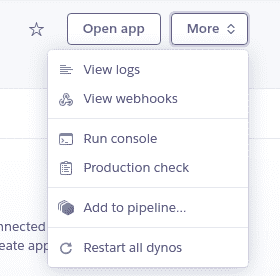 Open app
More
View logs
View webhooks
Run console
Production check
Add to pipeline...
Restart all dynos
nnected
eate app